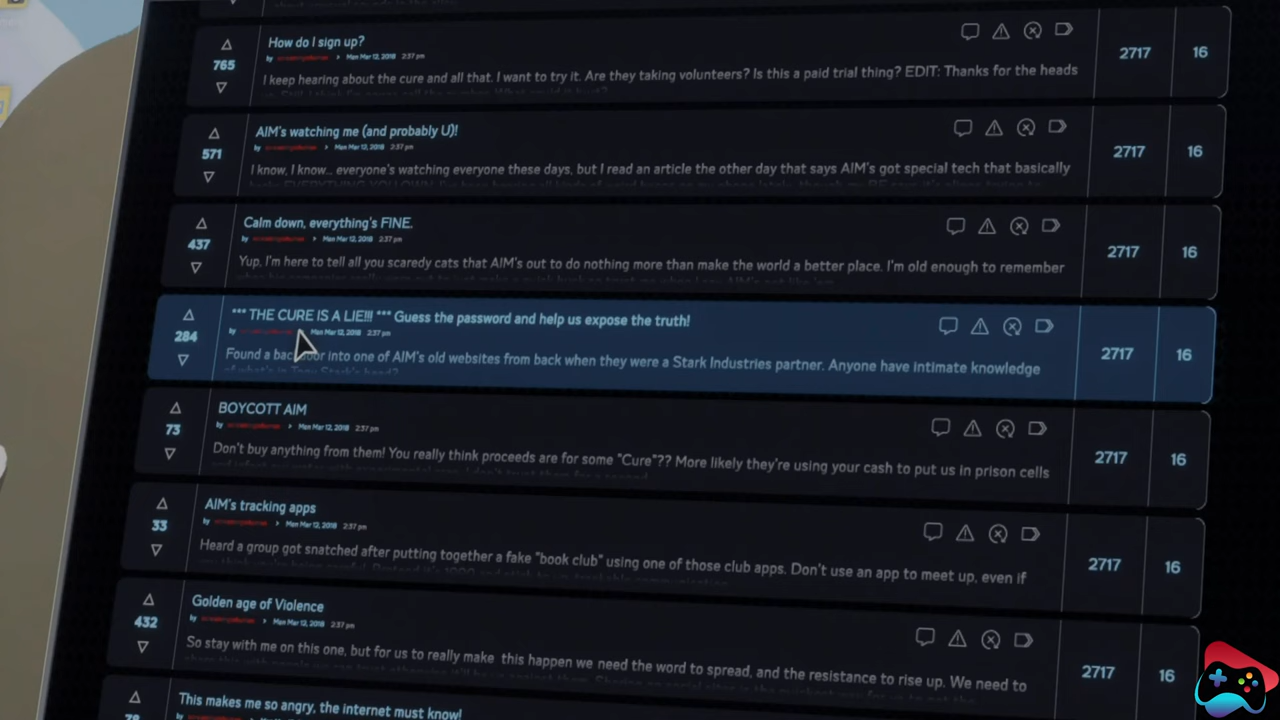 765
How do I sign up?
by Mon Mar 12, 2018 2:37 pm
I keep hearing about the cure and all that. I want to try it. Are they taking volunteers? Is this a paid trial thing? EDIT: Thanks for the heads
2717 16
571
AIM's watching me (and probably U)!
by Mon Mar 12, 2018 2:37 pm
I know, I know... everyone's watching everyone these days, but I read an article the other day that says AIM's got special tech that basically
2717 16
437
Calm down, everything's FINE.
by Mon Mar 12, 2018 2:37 pm
Yup, I'm here to tell all you scaredy cats that AIM's out to do nothing more than make the world a better place. I'm old enough to remember
2717 16
284
*** THE CURE IS A LIE!!! *** Guess the password and help us expose the truth!
by Mon Mar 12, 2018 2:37 pm
Found a backdoor into one of AIM's old websites from back when they were a Stark Industries partner. Anyone have intimate knowledge
of what's in Tony Stark's head?
2717 16
73
BOYCOTT AIM
by Mon Mar 12, 2018 2:37 pm
Don't buy anything from them! You really think proceeds are for some "Cure"?? More likely they're using your cash to put us in prison cells
2717 16
33
AIM's tracking apps
by Mon Mar 12, 2018 2:37 pm
Heard a group got snatched after putting together a fake "book club" using one of those club apps. Don't use an app to meet up, even if
2717 16
432
Golden age of Violence
by Mon Mar 12, 2018 2:37 pm
So stay with me on this one, but for us to really make this happen we need the word to spread, and the resistance to rise up. We need to
2717 16
This makes me so angry, the internet must know!